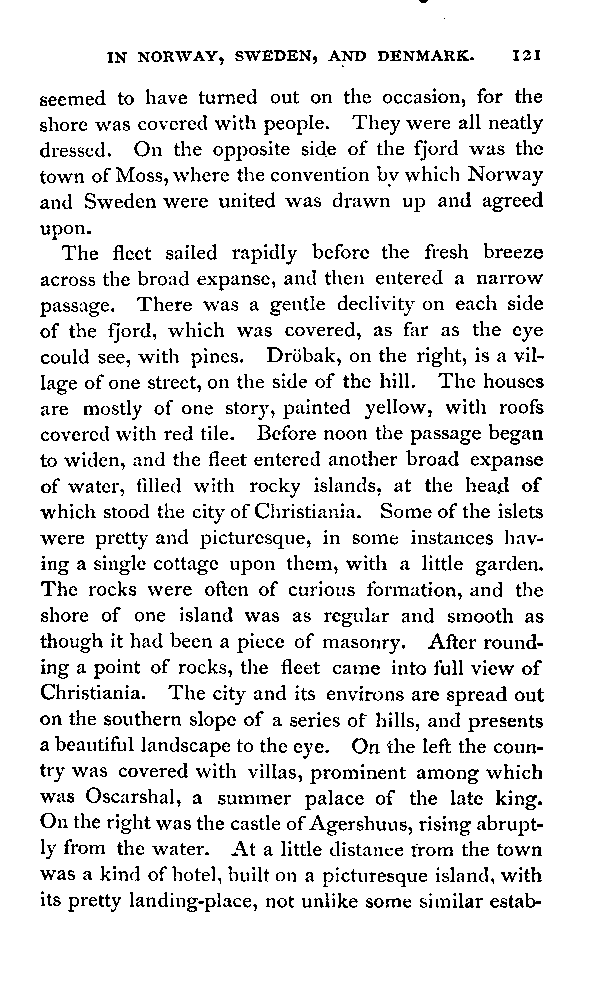 IN NORWAY, SWEDEN, AND DENMARK. 121
seemed to have turned out on the occasion, for the
shore was covered with people. They were all neatly
dressed. On the opposite side of the fjord was the
town of Moss, where the convention by which Norway
and Sweden were united was drawn up and agreed
upon.
The fleet sailed rapidly before the fresh breeze
across the broad expanse, and then entered a narrow
passage. There was a gentle declivity on each side
of the fjord, which was covered, as far as the eye
could see, with pines. Dröbak, on the right, is a vil-
lage of one street, on the side of the hill. The houses
are mostly of one story, painted yellow, with roofs
covered with red tile. Before noon the passage began
to widen, and the fleet entered another broad expanse
of water, filled with rocky islands, at the head of
which stood the city of Christiania. Some of the islets
were pretty and picturesque, in some instances hav-
ing a single cottage upon them, with a little garden.
The rocks were often of curious formation, and the
shore of one island was as regular and smooth as
though it had been a piece of masonry. After round-
ing a point of rocks, the fleet came into full view of
Christiania. The city and its environs are spread out
on the southern slope of a series of hills, and presents
a beautiful landscape to the eye. On the left the coun-
try was covered with villas, prominent among which
was Oscarshal, a summer palace of the late king.
On the right was the castle of Agershuus, rising abrupt-
ly from the water. At a little distance from the town
was a kind of hotel, built on a picturesque island, with
its pretty landing-place, not unlike some similar estab-